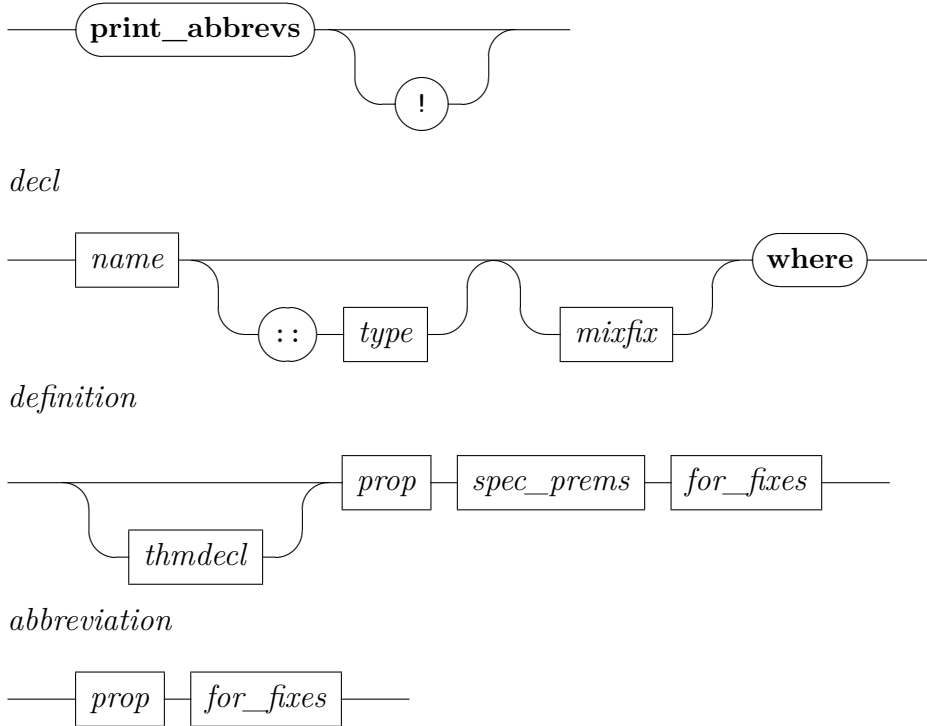 print_abbrevs
!
decl
name where
:: type mixfix
definition
prop spec_prems for_fixes
thmdecl
abbreviation
prop for_fixes